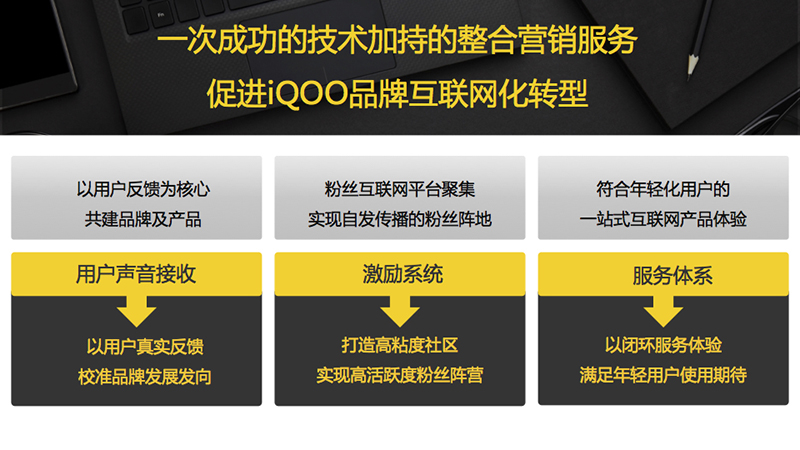 一次成功的技术加持的整合营销服务
促进iQOO品牌互联网化转型
以用户反馈为核心
共建品牌及产品
粉丝互联网平台聚集
实现自发传播的粉丝阵地
符合年轻化用户的
一站式互联网产品体验
用户声音接收
激励系统
服务体系
以用户真实反馈
校准品牌发展发向
打造高粘度社区
实现高活跃度粉丝阵营
以闭环服务体验
满足年轻用户使用期待